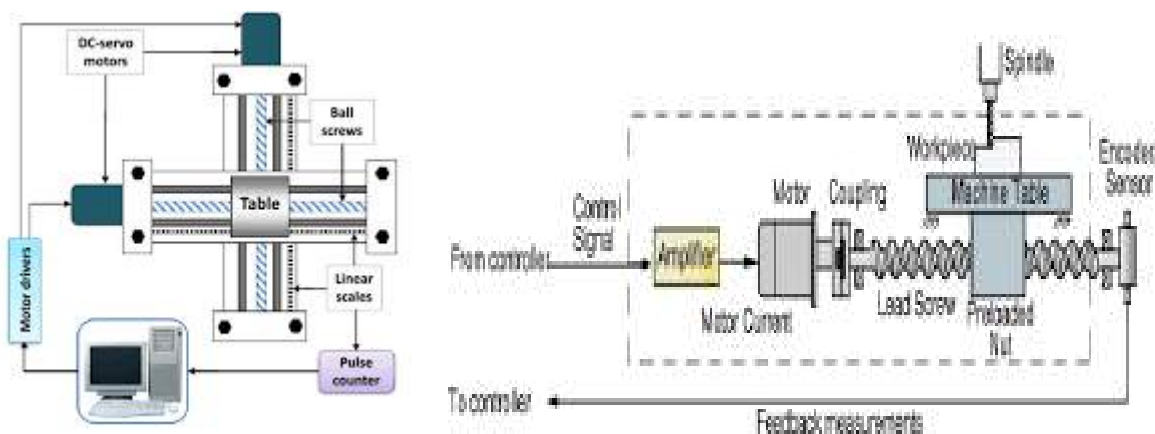 DC-servo
motors
Ball
screws
Table
Motor drivers
Linear
scales
Pulse
counter
Spindle
Workpiece
Encoder
Sensor
Machine Table
Motor
Coupling
Control
Signal
From controller
Amplifier
Lead Screw
Motor Current
Preloaded
Nut
To controller
Feedback measurements